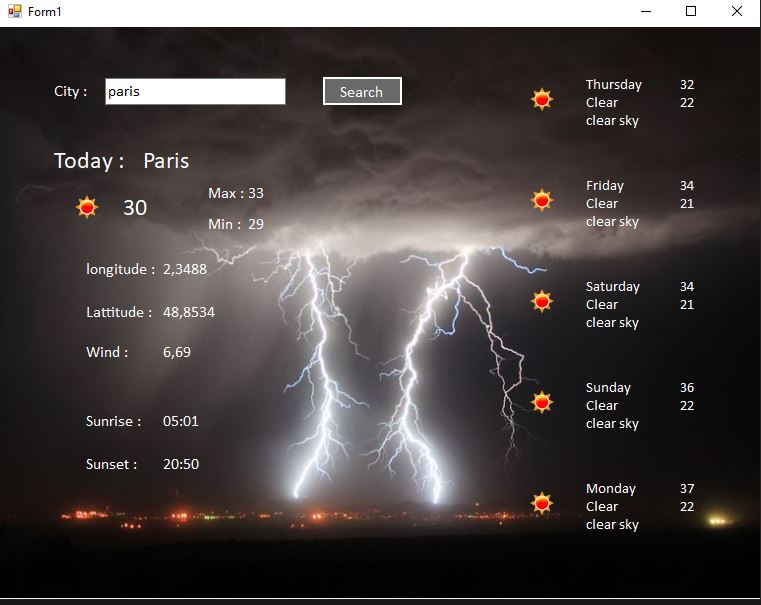 Form1
City : paris Search
Today : Paris
30
Max : 33
Min : 29
longitude : 2,3488
Lattitude : 48,8534
Wind : 6,69
Sunrise : 05:01
Sunset : 20:50
Thursday 32
Clear 22
clear sky
Friday 34
Clear 21
clear sky
Saturday 34
Clear 21
clear sky
Sunday 36
Clear 22
clear sky
Monday 37
Clear 22
clear sky